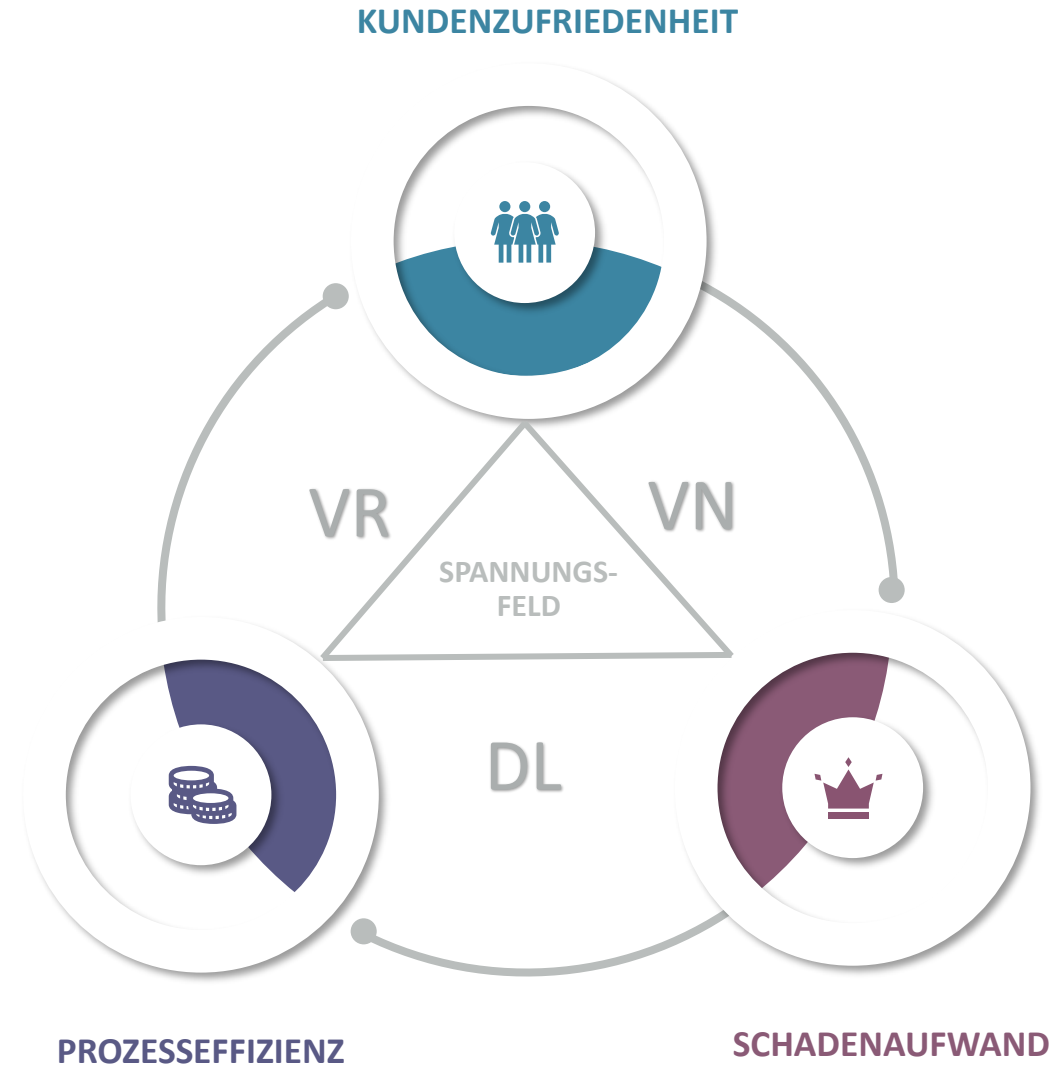 KUNDENZUFRIEDENHEIT
VR
VN
SPANNUNGS-
FELD
DL
PROZESSEFFIZIENZ
SCHADENAUFWAND